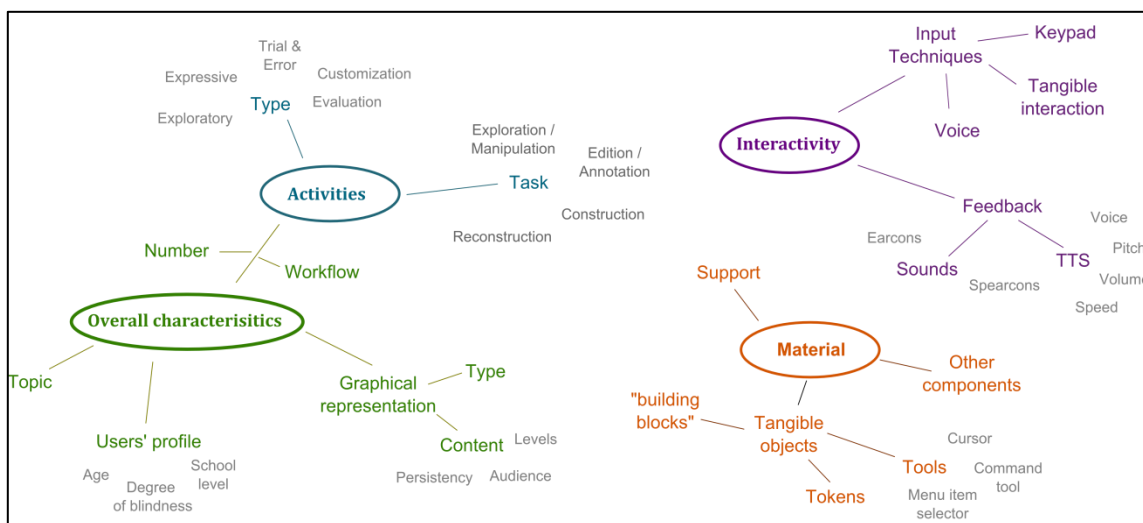 Trial &
Error
Expressive
Customization
Type
Evaluation
Exploratory
Exploration /
Manipulation
Edition /
Annotation
Activities
Task
Construction
Reconstruction
Number
Workflow
Overall characterisitics
Topic
Graphical
representation
Type
Users' profile
Content
Levels
Age
School
level
Degree
of blindness
Persistency
Audience
Input
Techniques
Keypad
Tangible
interaction
Voice
Interactivity
Feedback
Voice
Earcons
Pitch
Sounds
TTS
Spearcons
Volume
Speed
Support
Material
Other
components
"building
blocks"
Tangible
objects
Cursor
Tools
Command
tool
Tokens
Menu item
selector